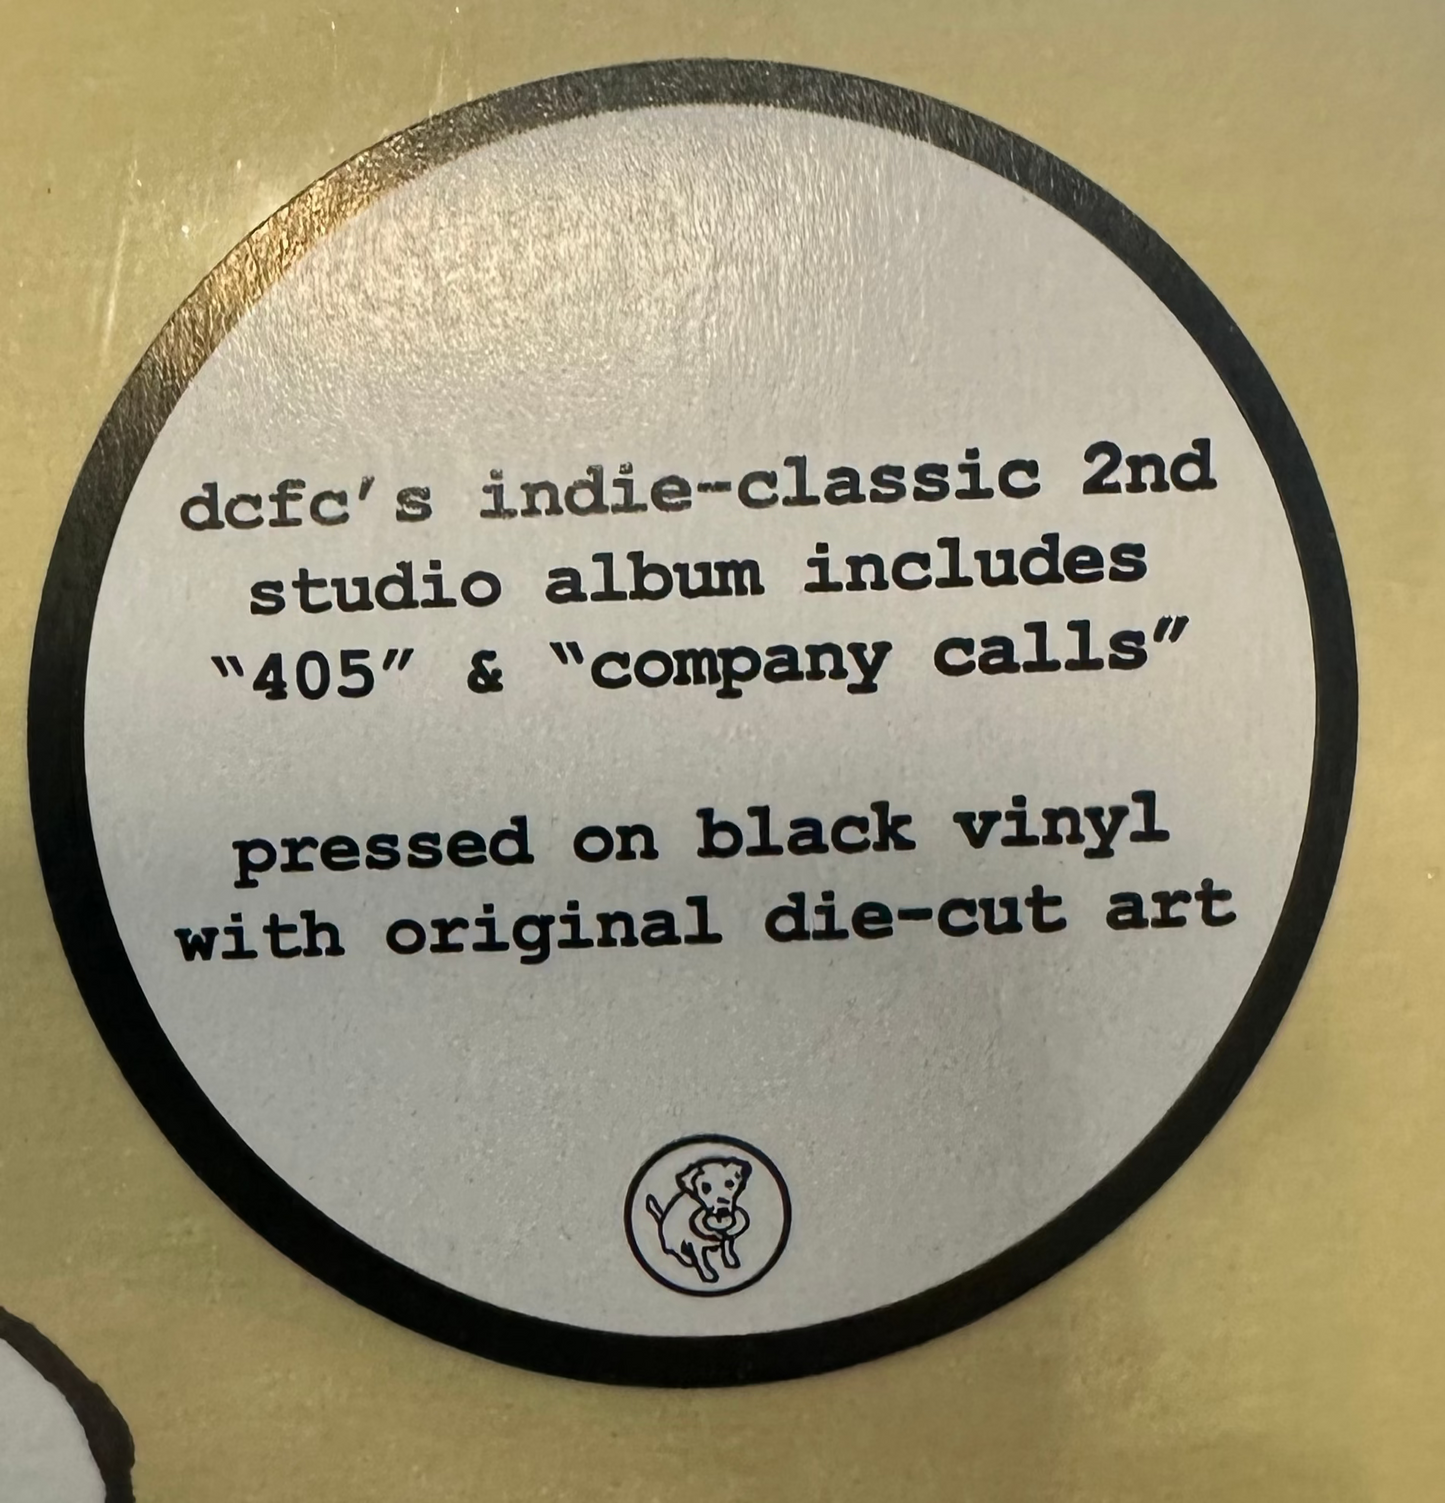 dcfc's indie-classic 2nd
studio album includes
"405" & "company calls"
pressed on black vinyl
with original die-cut art